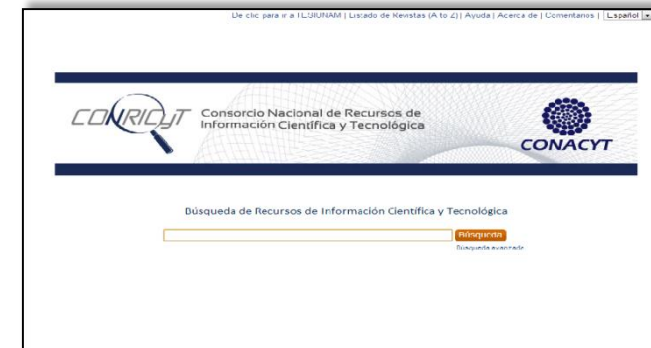 De clic para ir a TESIUNAM | Listado de Revistas (A to Z) | Ayuda | Acerca de | Comentarios | Español
CONRICYT
Consorcio Nacional de Recursos de
Información Científica y Tecnológica
CONACYT
Búsqueda de Recursos de Información Científica y Tecnológica
Búsqueda
Búsqueda avanzada